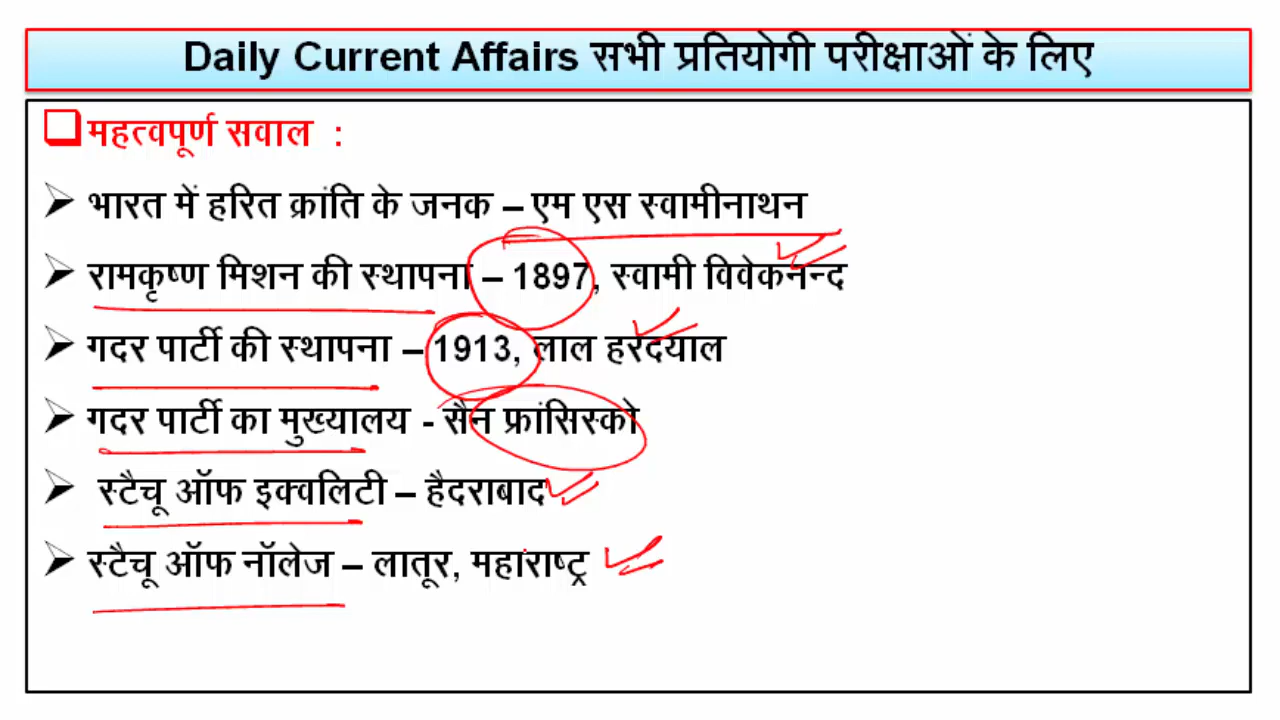 Daily Current Affairs सभी प्रतियोगी परीक्षाओं के लिए
महत्वपूर्ण सवाल :
भारत में हरित क्रांति के जनक – एम एस स्वामीनाथन
रामकृष्ण मिशन की स्थापना – 1897, स्वामी विवेकनन्द
गदर पार्टी की स्थापना – 1913, लाल हरदयाल
गदर पार्टी का मुख्यालय - सैन फ्रांसिस्को
स्टैचू ऑफ इक्वलिटी – हैदराबाद
स्टैचू ऑफ नॉलेज – लातूर, महाराष्ट्र